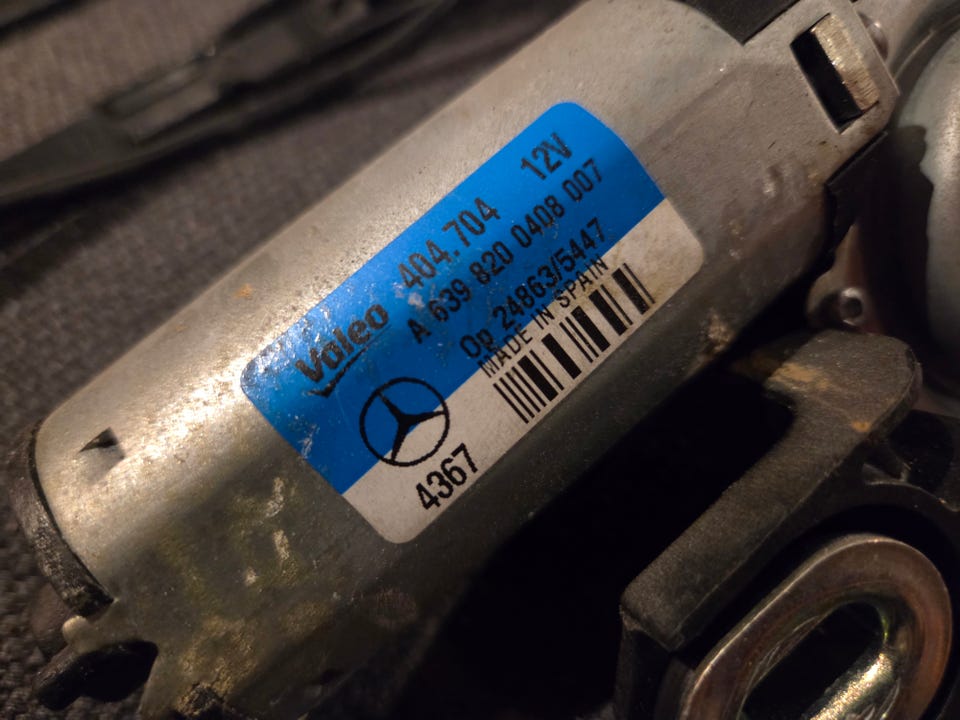 Valeo 404.704 12V
A 639 820 0408 007
Op 24863/5447
MADE IN SPAIN
4367